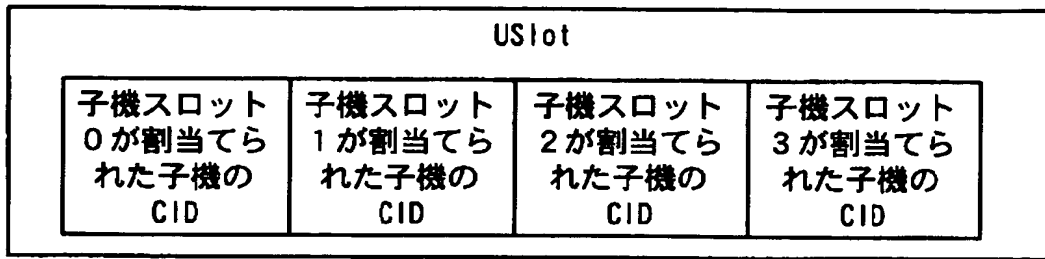 USlot
子機スロット
0が割当てら
れた子機の
CID
子機スロット
1が割当てら
れた子機の
CID
子機スロット
2が割当てら
れた子機の
CID
子機スロット
3が割当てら
れた子機の
CID